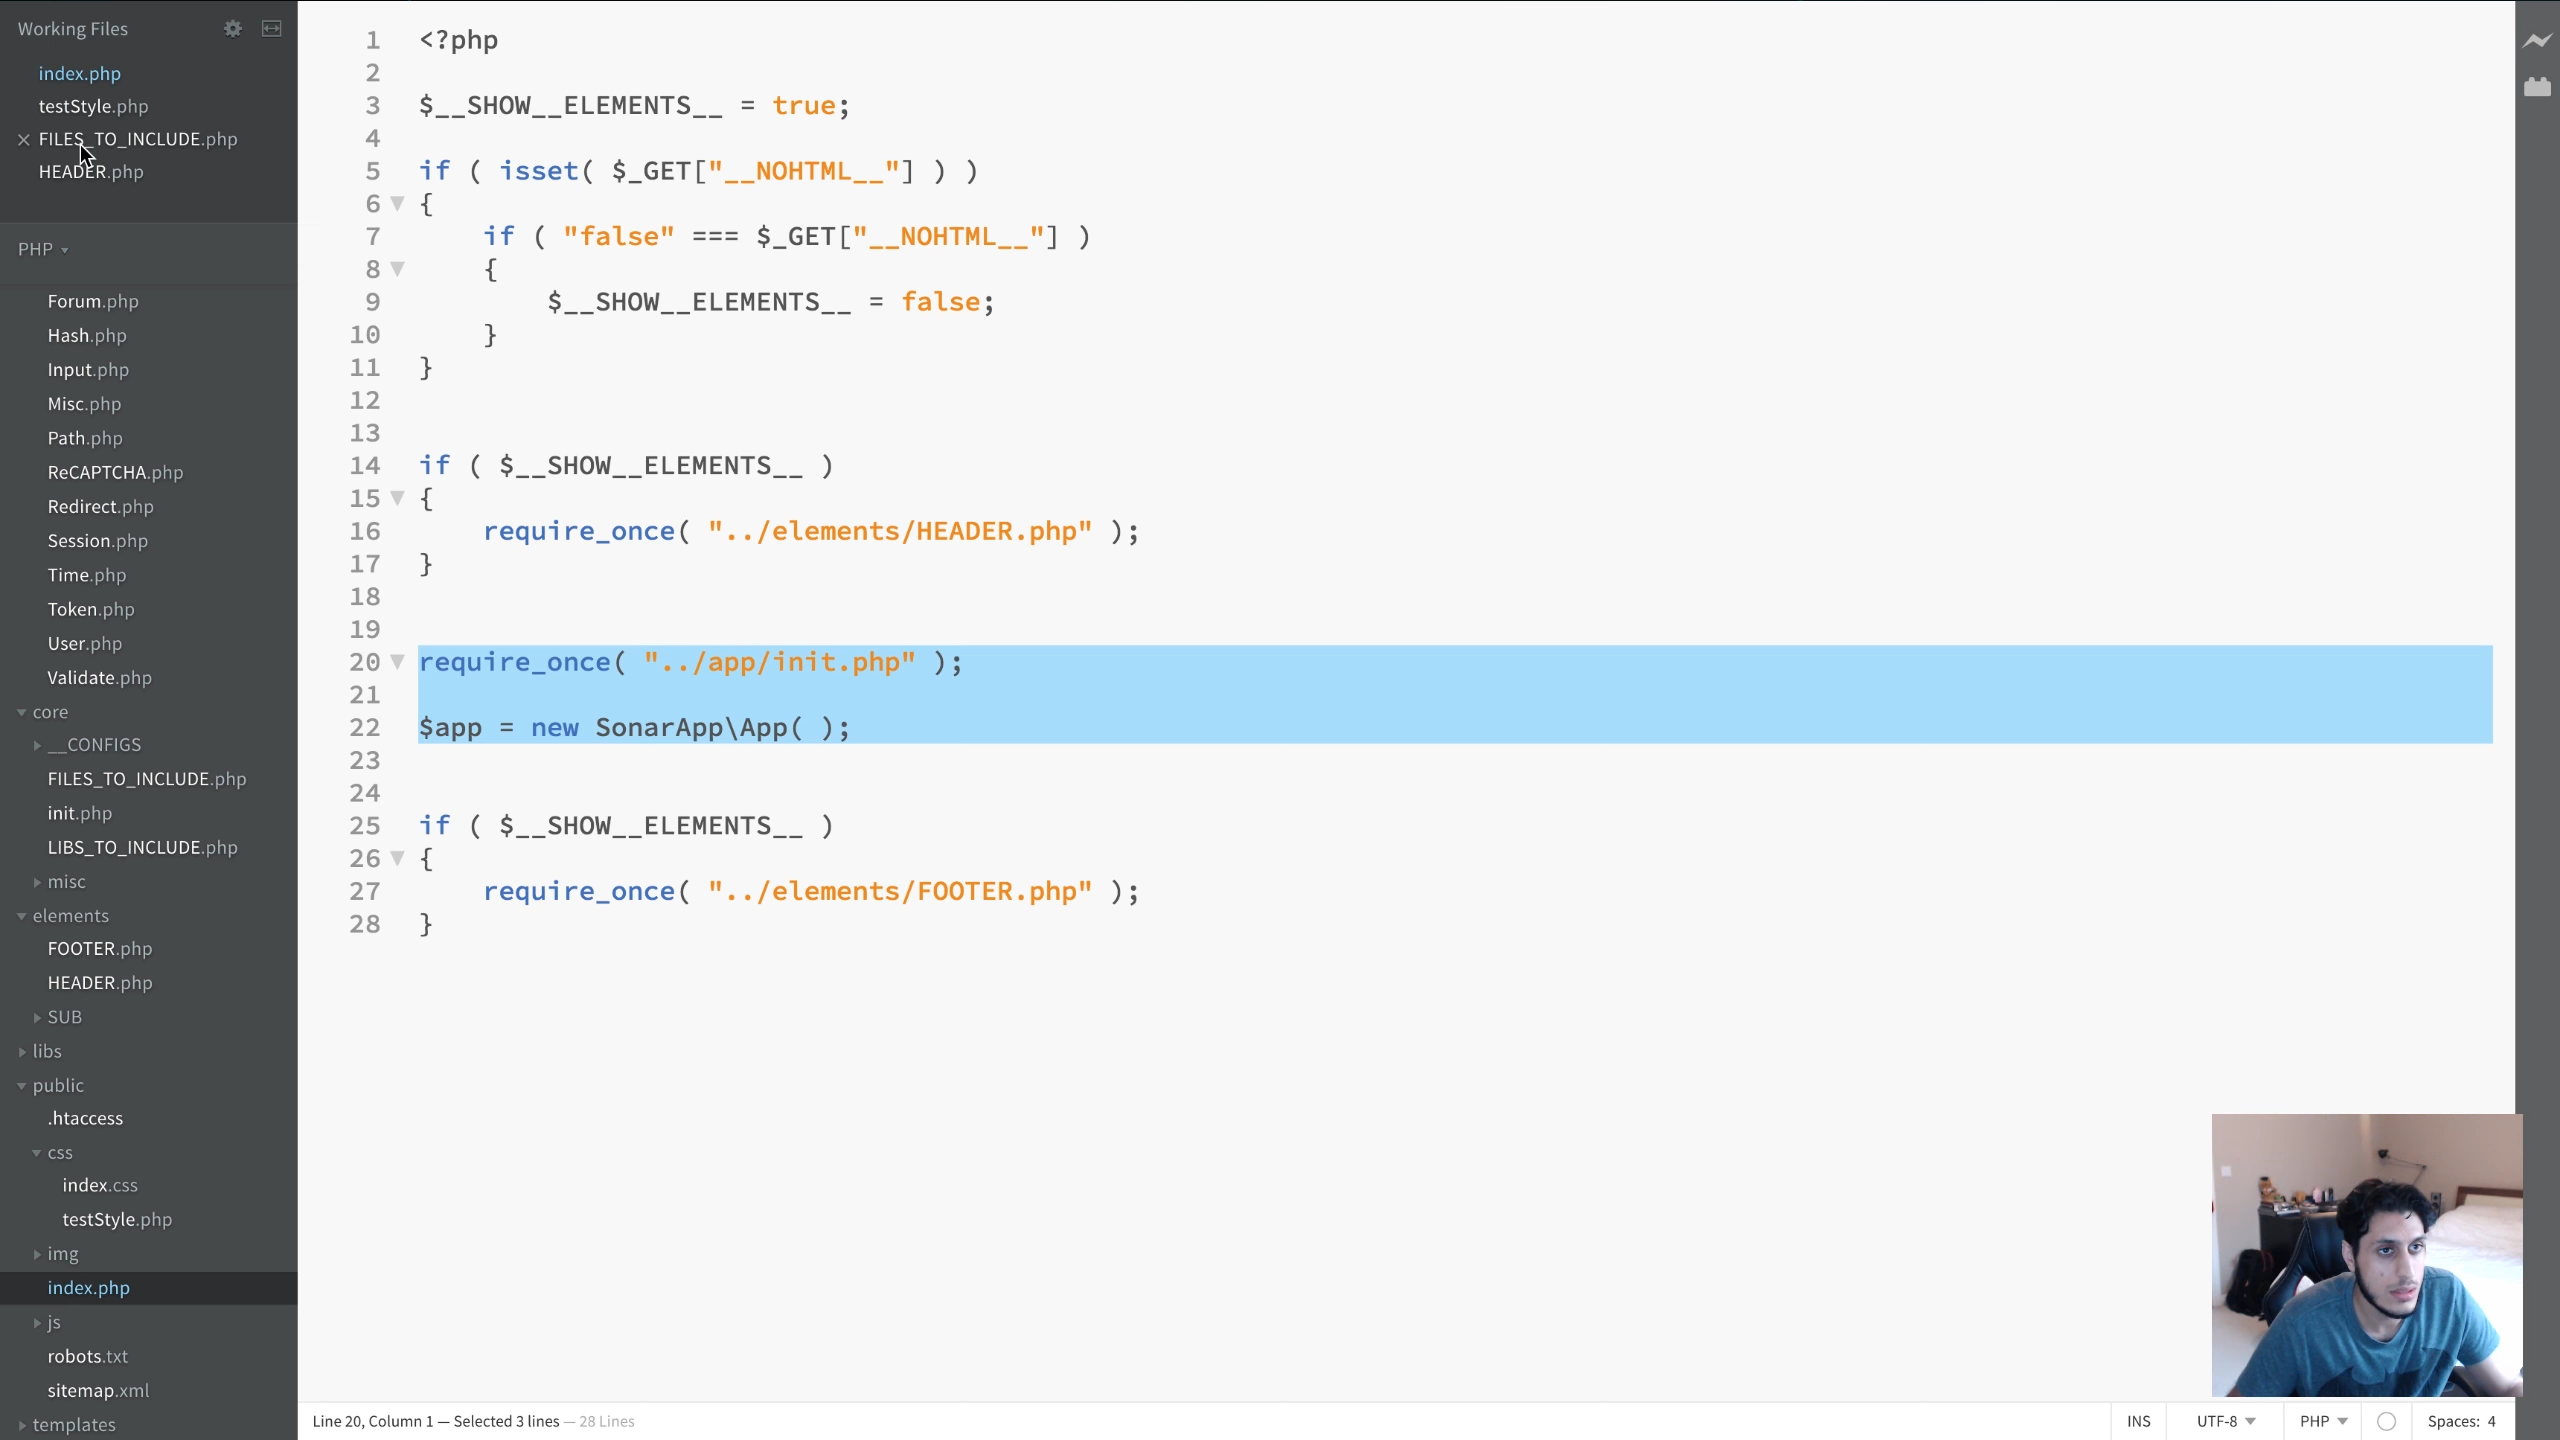 Working Files
index.php
testStyle.php
FILES_TO_INCLUDE.php
HEADER.php
PHP
Forum.php
Hash.php
Input.php
Misc.php
Path.php
ReCAPTCHA.php
Redirect.php
Session.php
Time.php
Token.php
User.php
Validate.php
core
__CONFIGS
FILES_TO_INCLUDE.php
init.php
LIBS_TO_INCLUDE.php
misc
elements
FOOTER.php
HEADER.php
SUB
libs
public
.htaccess
css
index.css
testStyle.php
img
index.php
js
robots.txt
sitemap.xml
templates
1 <?php
2
3 $__SHOW__ELEMENTS__ = true;
4
5 if ( isset( $_GET["__NOHTML__"] ) )
6 {
7     if ( "false" === $_GET["__NOHTML__"] )
8     {
9         $__SHOW__ELEMENTS__ = false;
10     }
11 }
12
13
14 if ( $__SHOW__ELEMENTS__ )
15 {
16     require_once( "../elements/HEADER.php" );
17 }
18
19
20 require_once( "../app/init.php" );
21
22 $app = new SonarApp\App( );
23
24
25 if ( $__SHOW__ELEMENTS__ )
26 {
27     require_once( "../elements/FOOTER.php" );
28 }
Line 20, Column 1 — Selected 3 lines — 28 Lines
INS UTF-8 PHP Spaces: 4